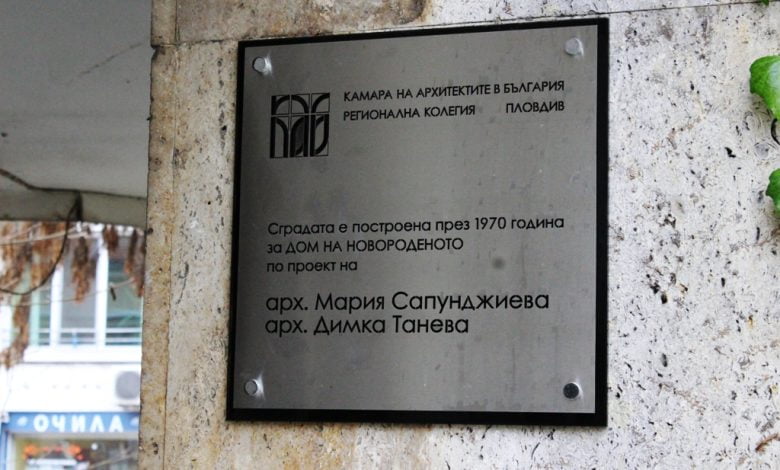 КАМАРА НА АРХИТЕКТИТЕ В БЪЛГАРИЯ
РЕГИОНАЛНА КОЛЕГИЯ ПЛОВДИВ
Сградата е построена през 1970 година
за ДОМ НА НОВОРОДЕНОТО
по проект на
арх. Мария Сапунджиева
арх. Димка Танева
ОЧИЛА